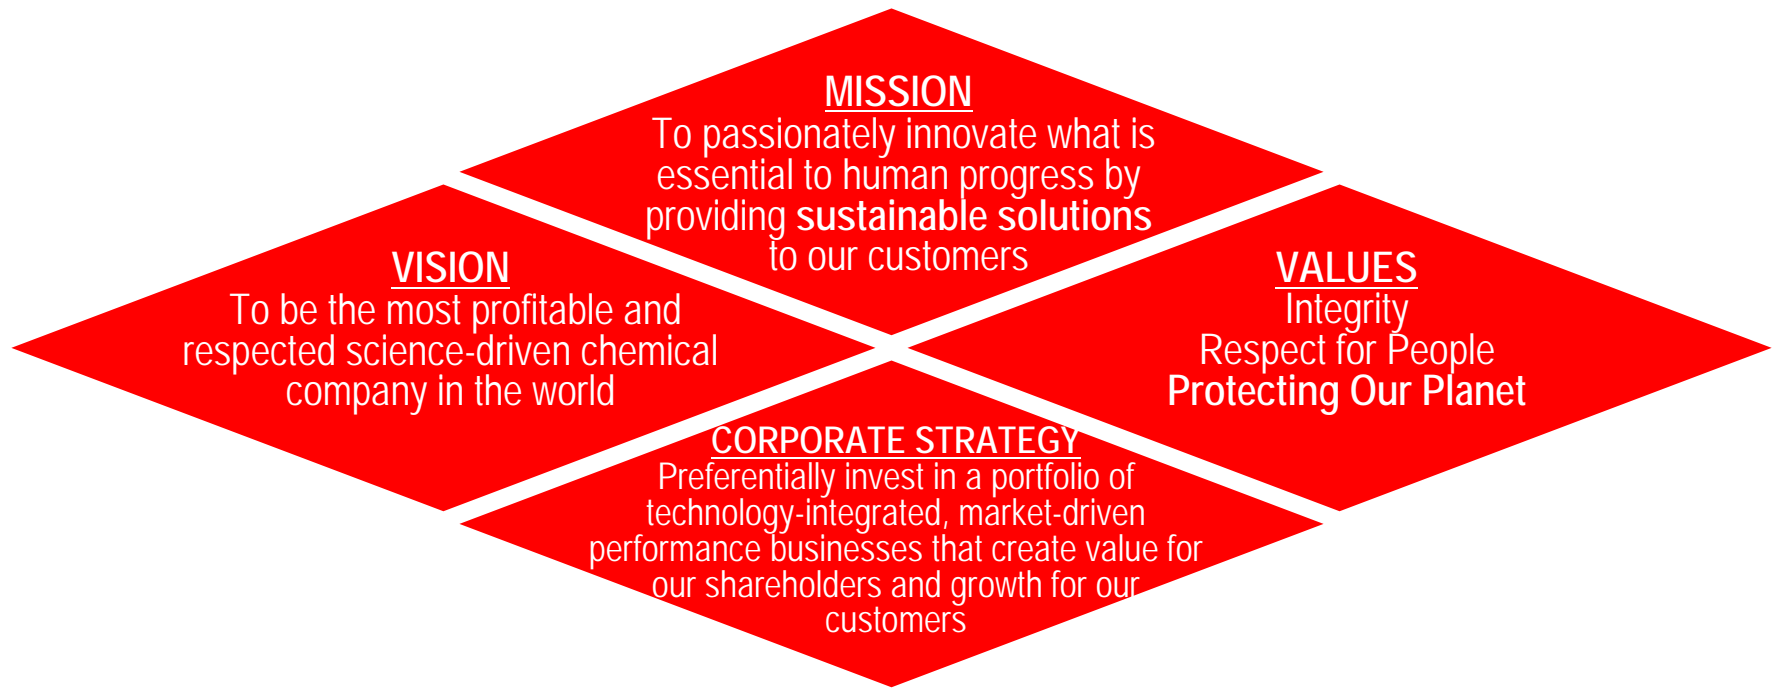 MISSION
To passionately innovate what is
essential to human progress by
providing sustainable solutions
to our customers
VISION
To be the most profitable and
respected science-driven chemical
company in the world
VALUES
Integrity
Respect for People
Protecting Our Planet
CORPORATE STRATEGY
Preferentially invest in a portfolio of
technology-integrated, market-driven
performance businesses that create value for
our shareholders and growth for our
customers